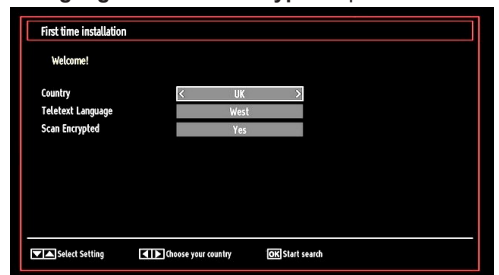 First time installation
Welcome!
Country < UK >
Teletext Language West
Scan Encrypted Yes
Select Setting Choose your country OK Start search